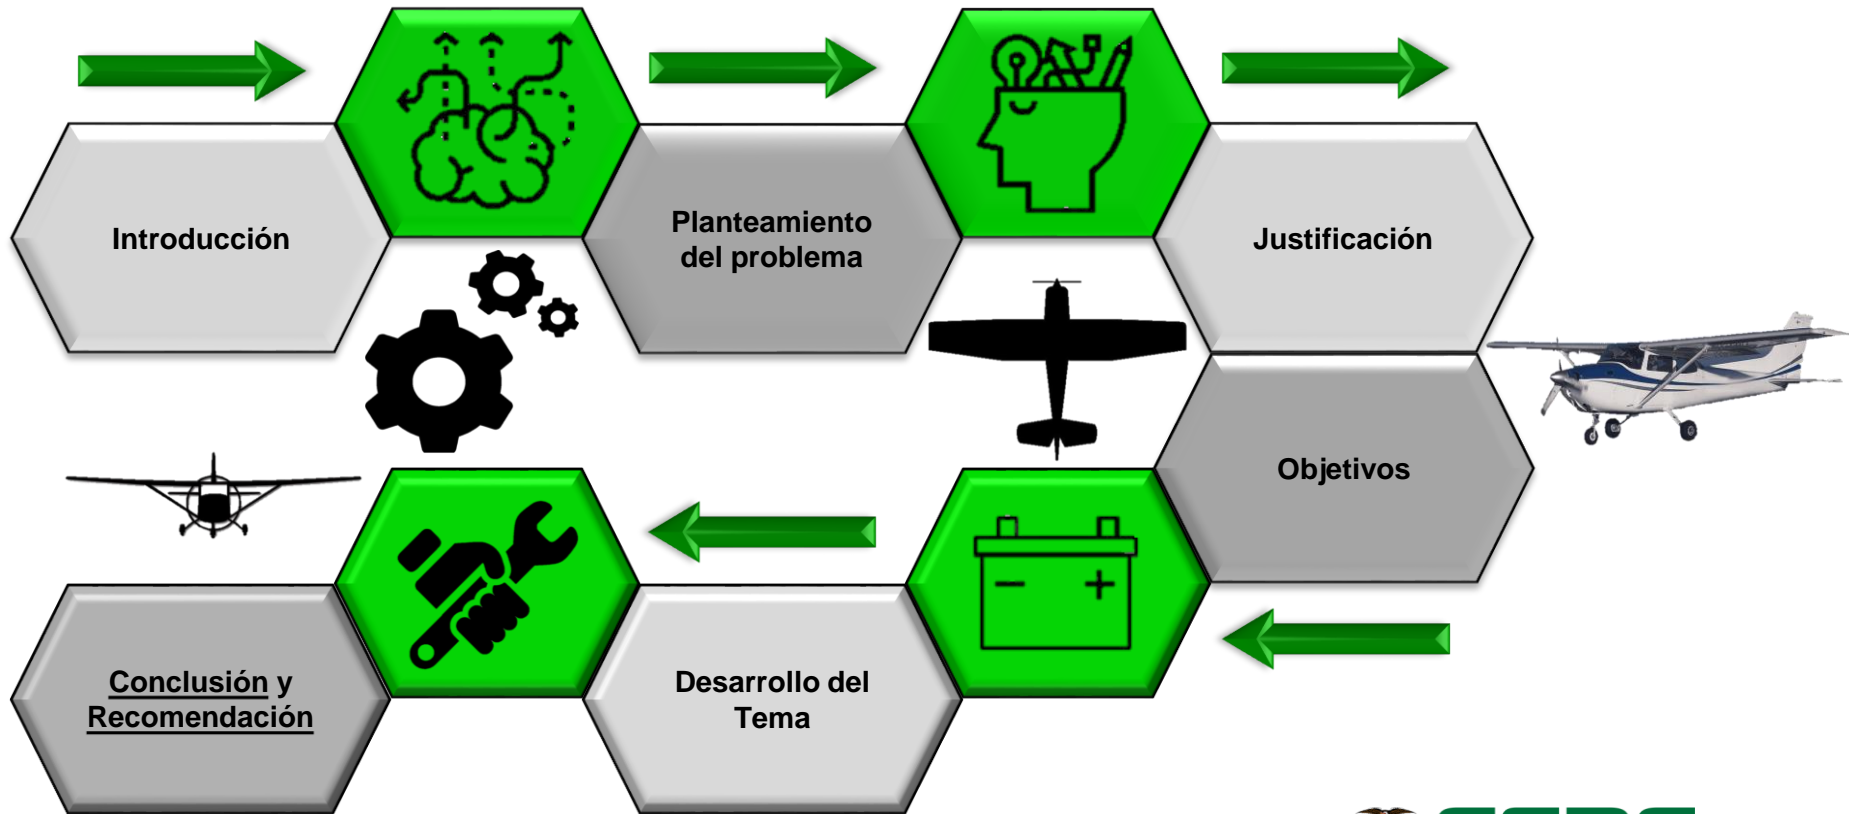 Introducción
Planteamiento
del problema
Justificación
Objetivos
Desarrollo del
Tema
Conclusión y
Recomendación